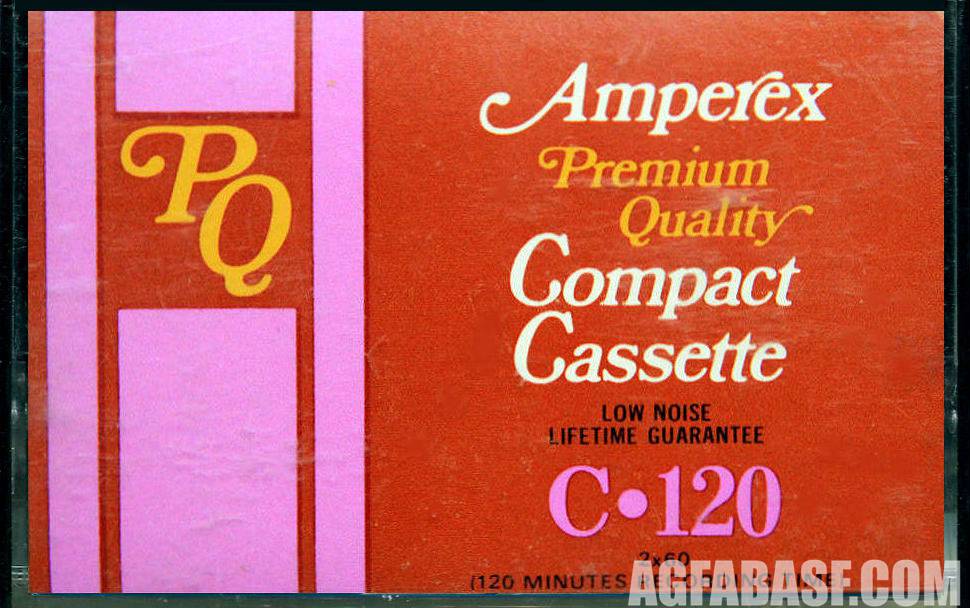 PQ
Amperex
Premium
Quality
Compact
Cassette
LOW NOISE
LIFETIME GUARANTEE
C•120
2x60
(120 MINUTES RECORDING TIME)
AGFABASF.COM